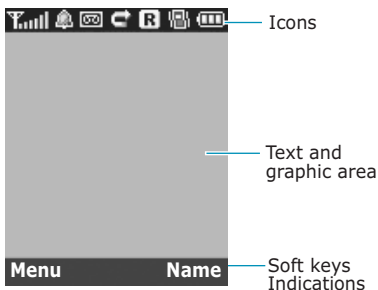 R
Icons
Text and
graphic area
Menu Name
Soft keys
Indications